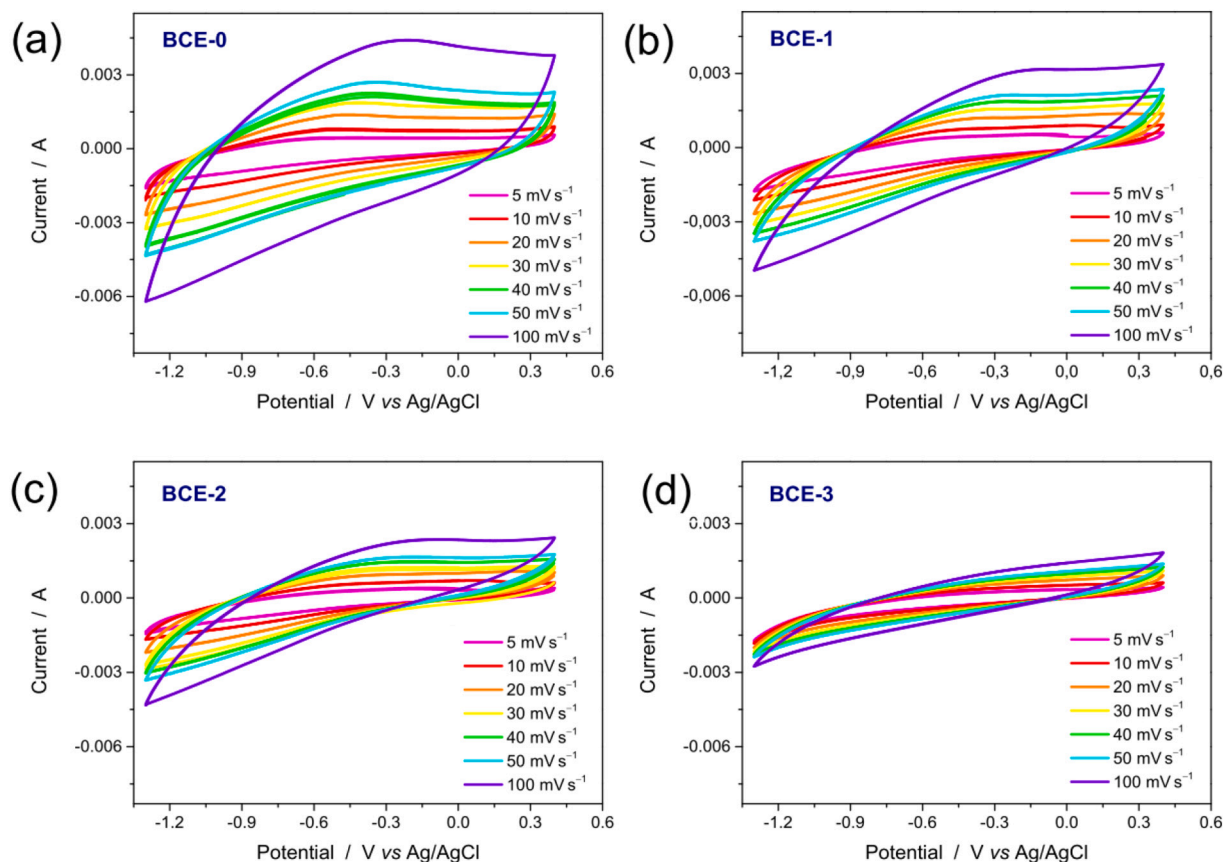 (a)
BCE-0
0.003
0.000
-0.003
-0.006
Current / A
5 mV s⁻¹
10 mV s⁻¹
20 mV s⁻¹
30 mV s⁻¹
40 mV s⁻¹
50 mV s⁻¹
100 mV s⁻¹
-1.2 -0.9 -0.6 -0.3 0.0 0.3 0.6
Potential / V vs Ag/AgCl
(b)
BCE-1
0,003
0,000
-0,003
-0,006
Current / A
5 mV s⁻¹
10 mV s⁻¹
20 mV s⁻¹
30 mV s⁻¹
40 mV s⁻¹
50 mV s⁻¹
100 mV s⁻¹
-1,2 -0,9 -0,6 -0,3 0,0 0,3 0,6
Potential / V vs Ag/AgCl
(c)
BCE-2
0.003
0.000
-0.003
-0.006
Current / A
5 mV s⁻¹
10 mV s⁻¹
20 mV s⁻¹
30 mV s⁻¹
40 mV s⁻¹
50 mV s⁻¹
100 mV s⁻¹
-1.2 -0.9 -0.6 -0.3 0.0 0.3 0.6
Potential / V vs Ag/AgCl
(d)
BCE-3
0.003
0.000
-0.003
-0.006
Current / A
5 mV s⁻¹
10 mV s⁻¹
20 mV s⁻¹
30 mV s⁻¹
40 mV s⁻¹
50 mV s⁻¹
100 mV s⁻¹
-1.2 -0.9 -0.6 -0.3 0.0 0.3 0.6
Potential / V vs Ag/AgCl